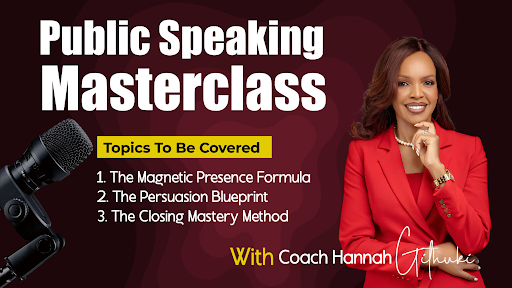 Public Speaking
Masterclass
Topics To Be Covered
1. The Magnetic Presence Formula
2. The Persuasion Blueprint
3. The Closing Mastery Method
With Coach Hannah Githuki